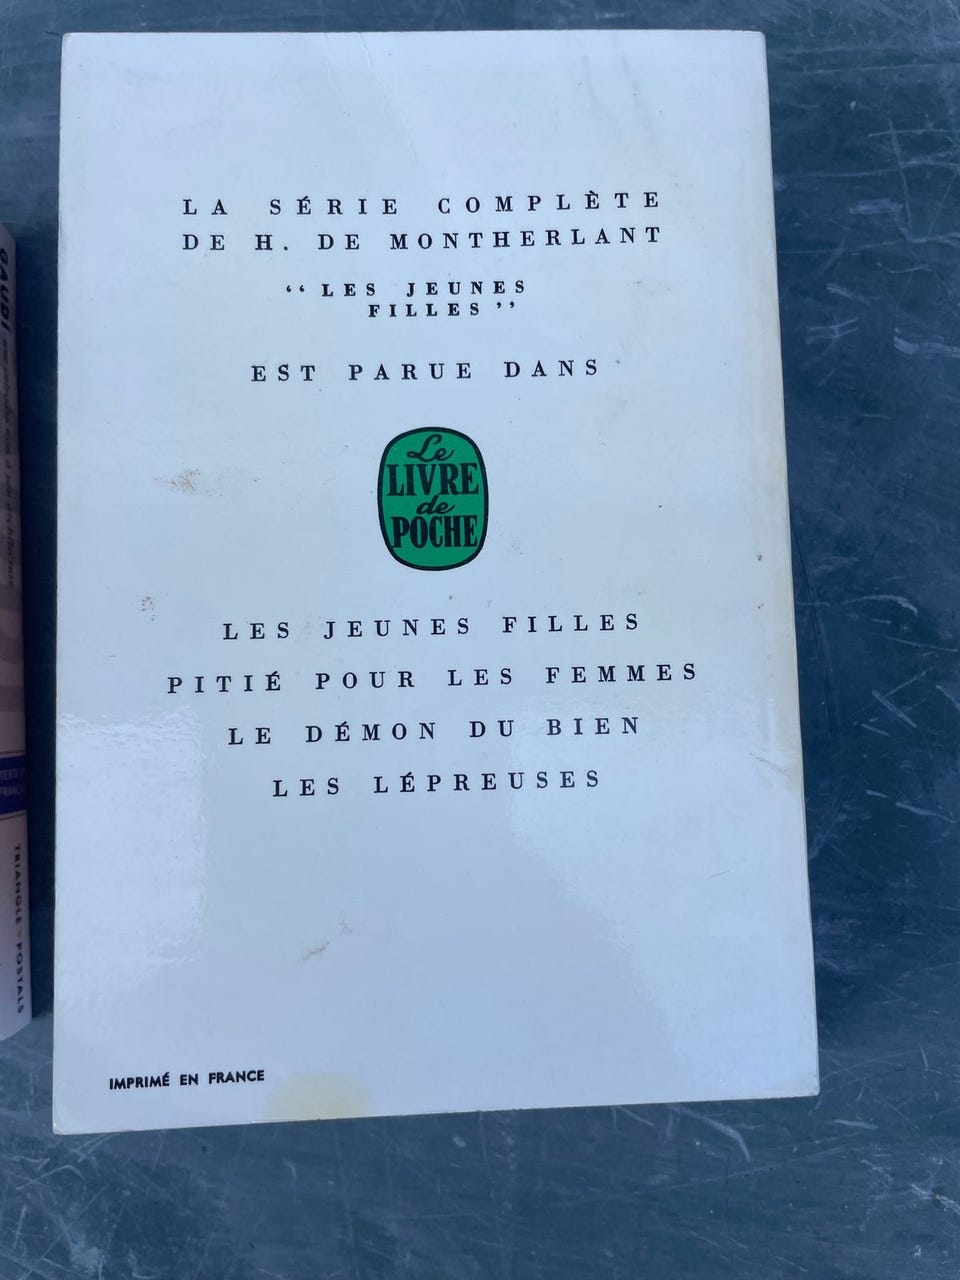 LA SÉRIE COMPLÈTE
DE H. DE MONTHERLANT
“ LES JEUNES
FILLES ”
EST PARUE DANS
Le
LIVRE
de
POCHE
LES JEUNES FILLES
PITIÉ POUR LES FEMMES
LE DÉMON DU BIEN
LES LÉPREUSES
IMPRIMÉ EN FRANCE
GAUDÍ
TRIANGLE POSTALS